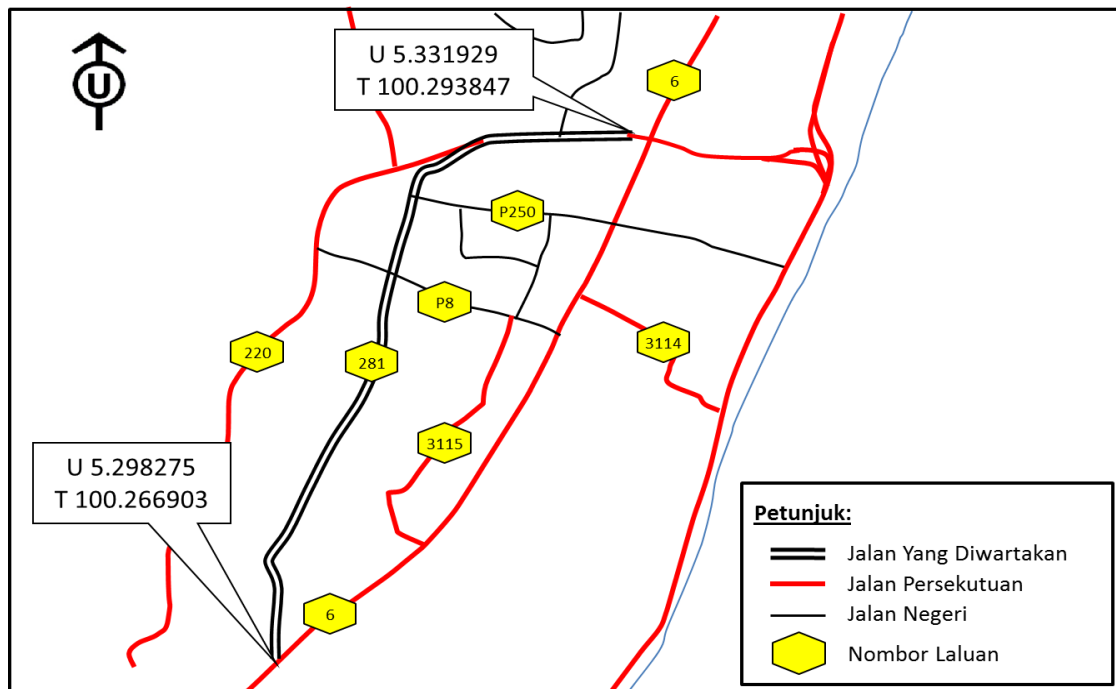 U 5.331929
T 100.293847
U
6
P250
P8
220
281
3114
3115
U 5.298275
T 100.266903
6
Petunjuk:
Jalan Yang Diwartakan
Jalan Persekutuan
Jalan Negeri
Nombor Laluan